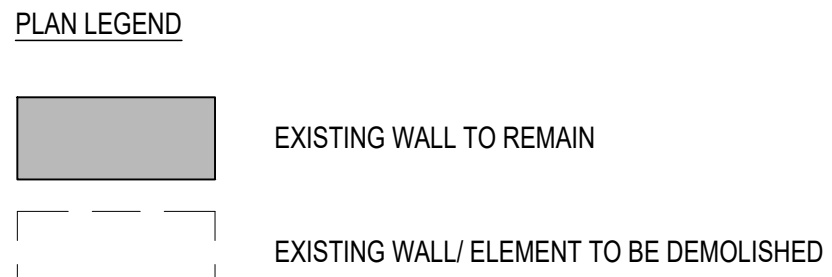 PLAN LEGEND
EXISTING WALL TO REMAIN
EXISTING WALL/ ELEMENT TO BE DEMOLISHED